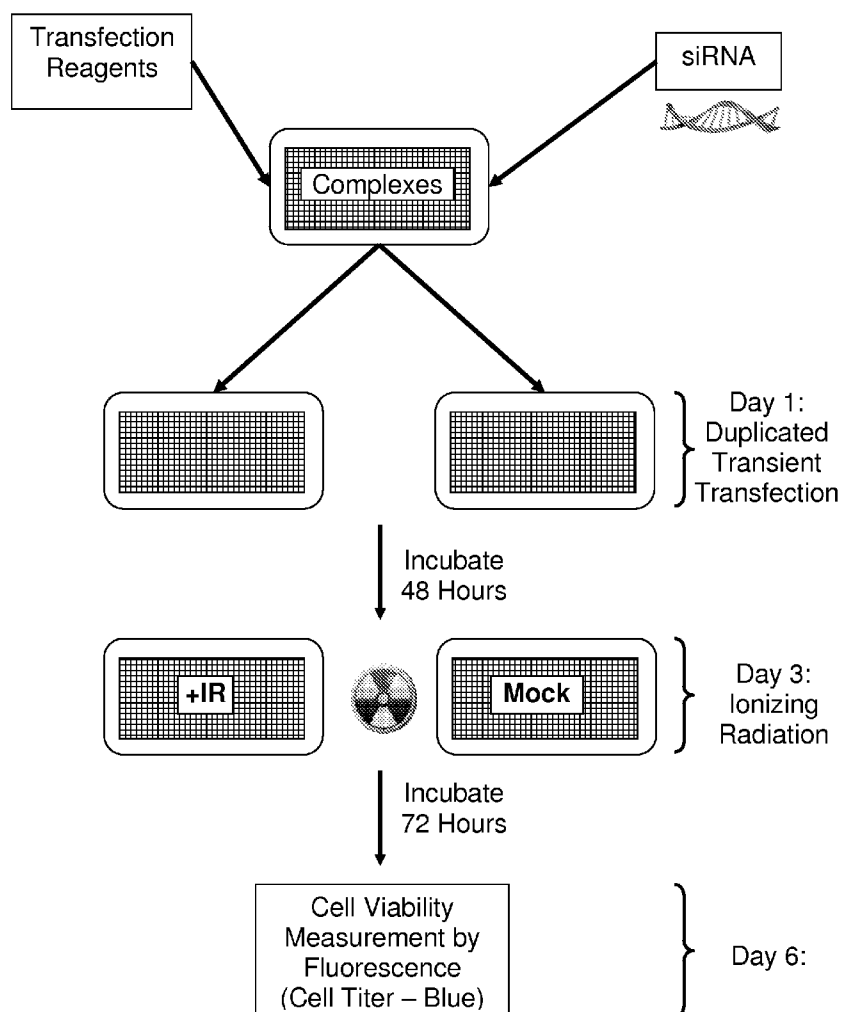 Transfection
Reagents
siRNA
Complexes
Day 1:
Duplicated
Transient
Transfection
Incubate
48 Hours
+IR
Mock
Day 3:
Ionizing
Radiation
Incubate
72 Hours
Cell Viability
Measurement by
Fluorescence
(Cell Titer – Blue)
Day 6: